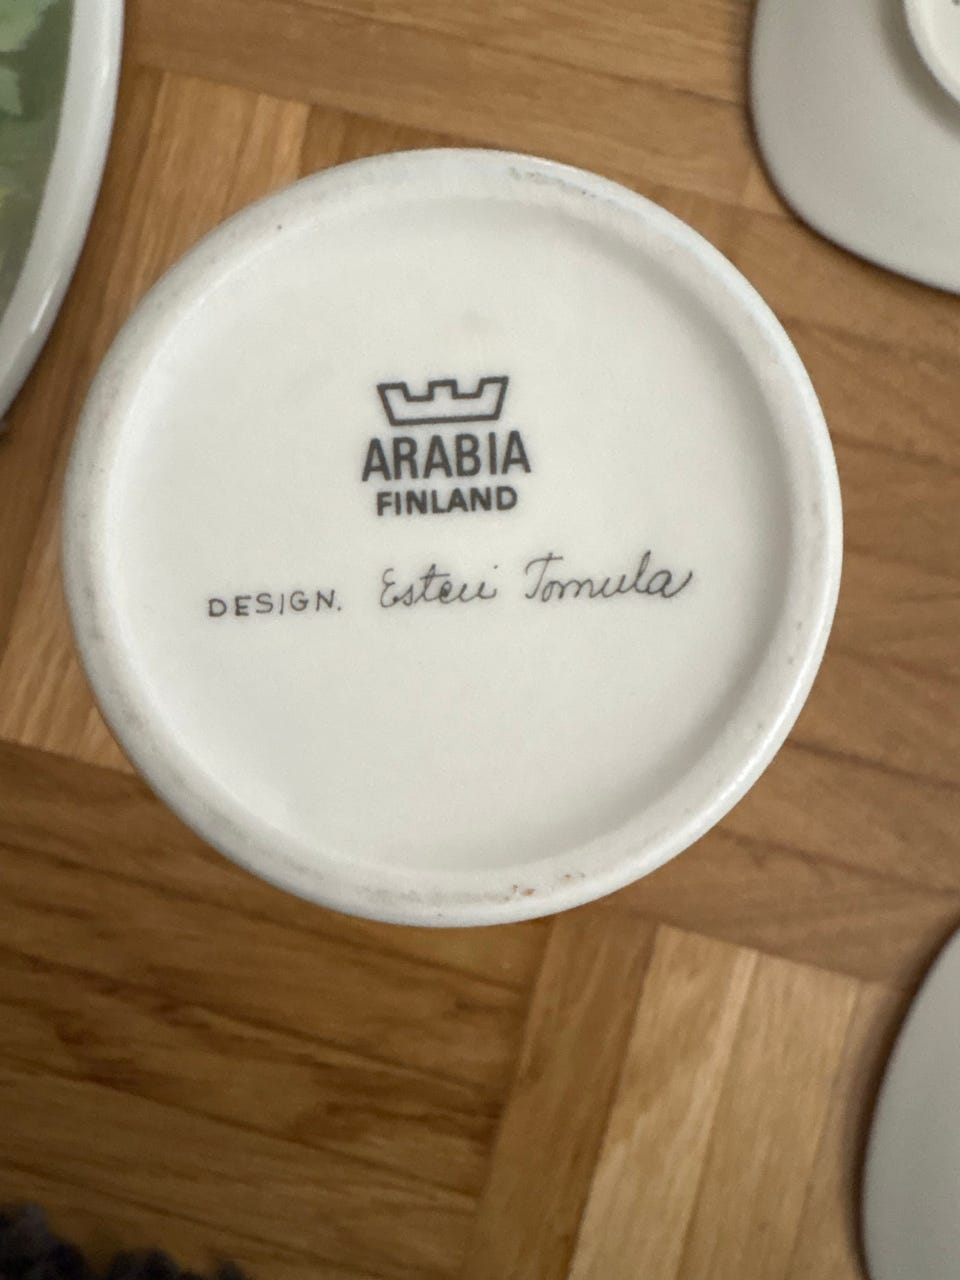 ARABIA
FINLAND
DESIGN. Esteri Tomula